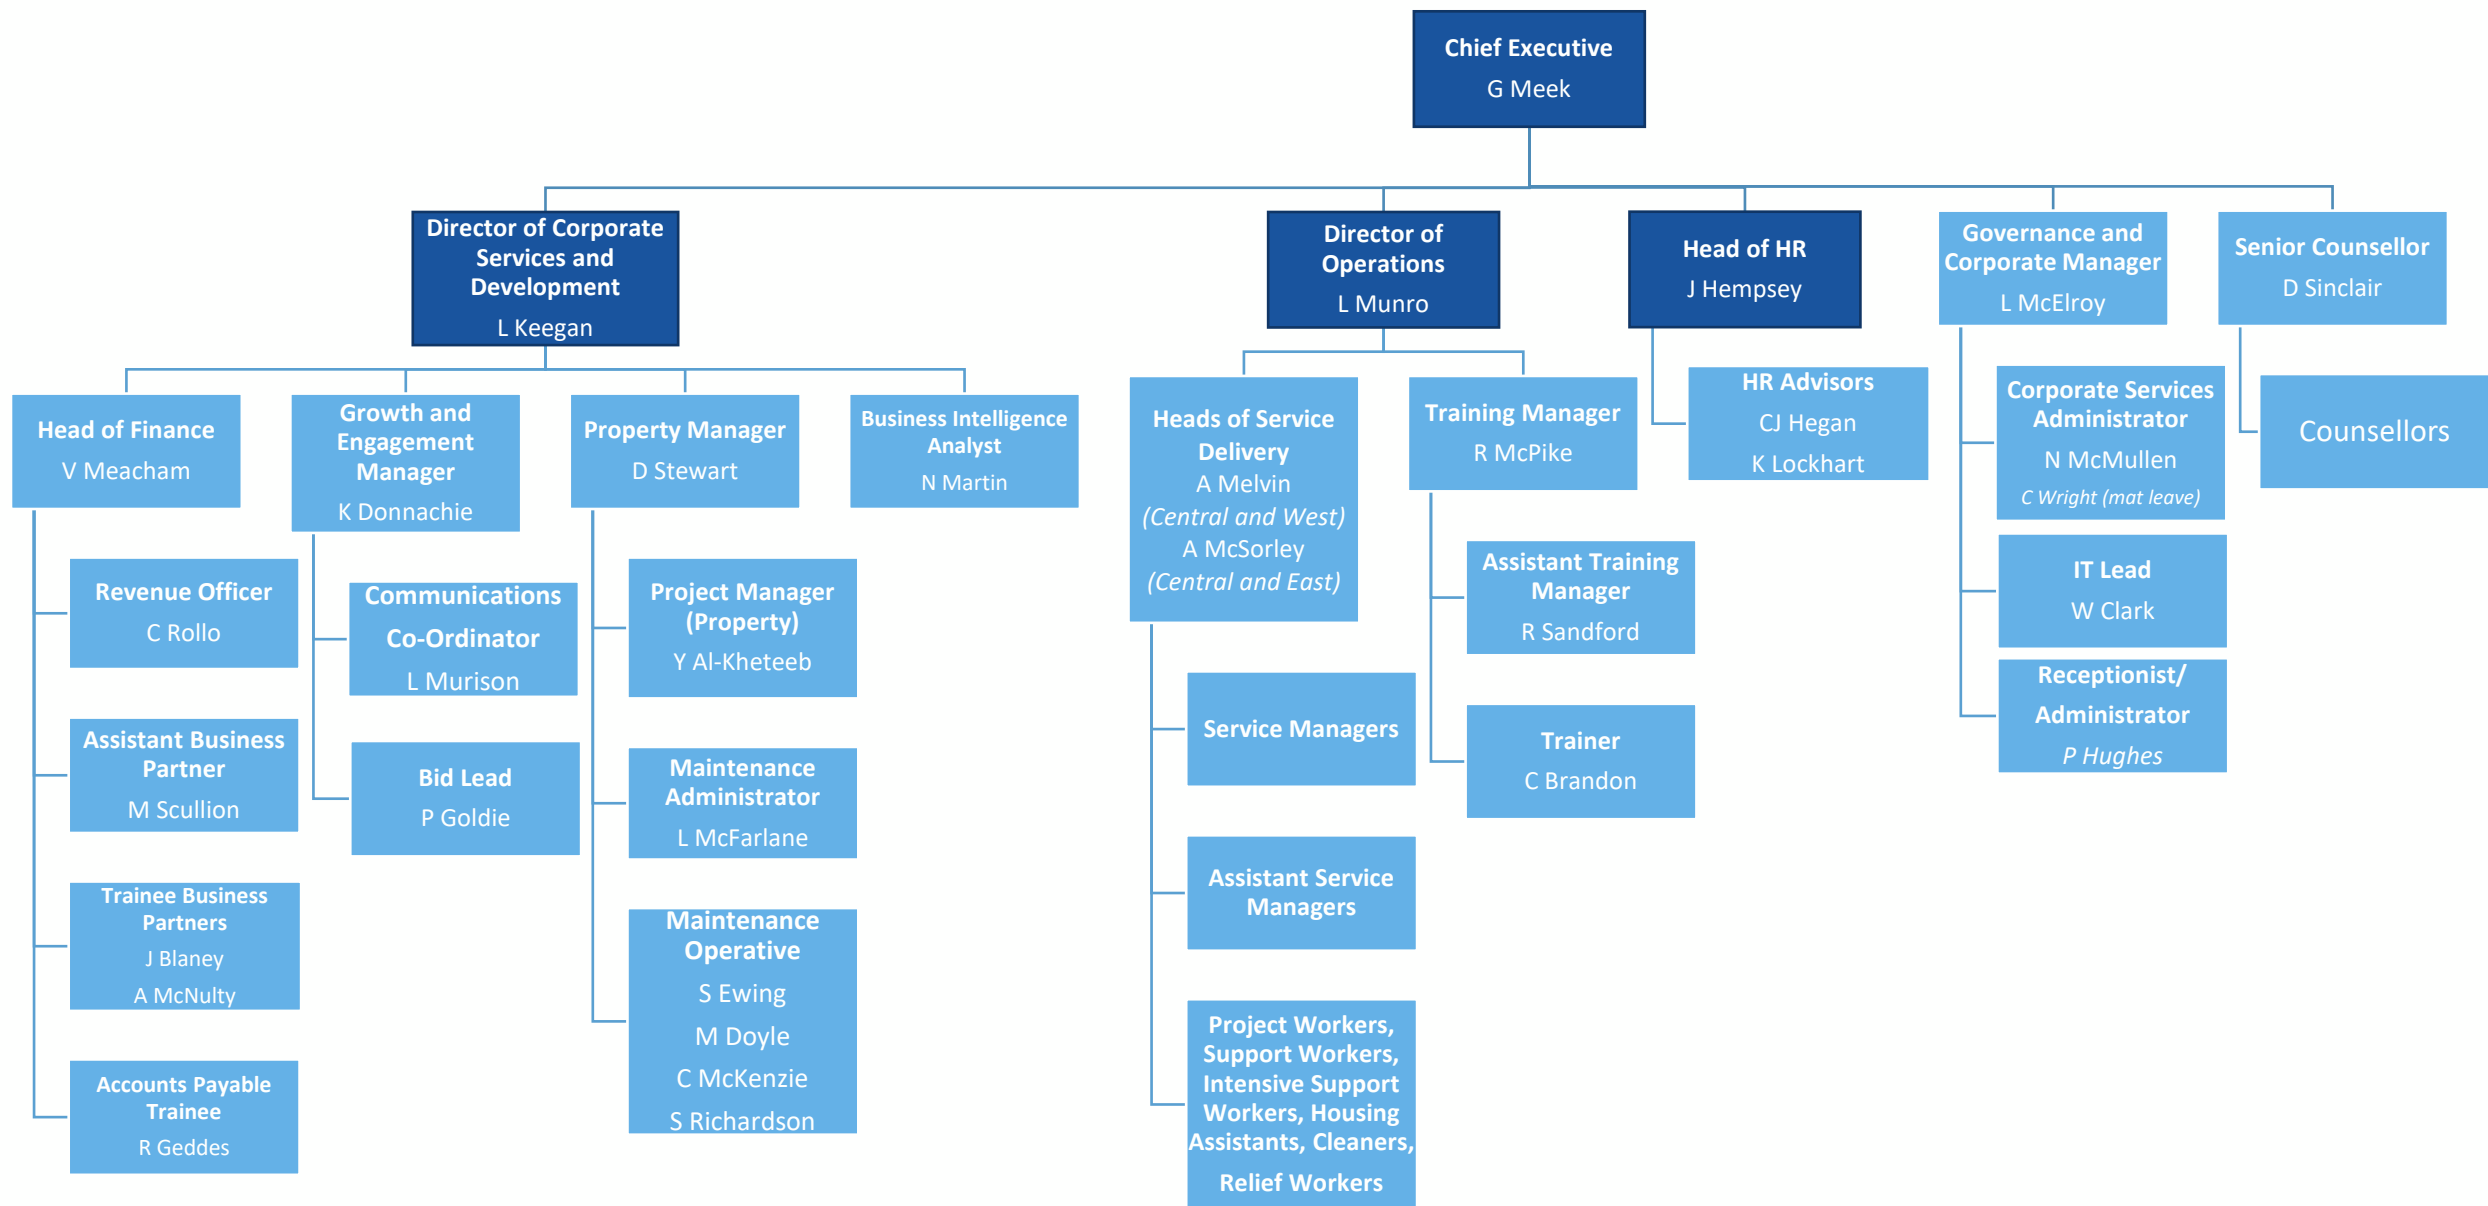 Chief Executive
G Meek
Director of Corporate
Services and
Development
L Keegan
Director of
Operations
L Munro
Head of HR
J Hempsey
Governance and
Corporate Manager
L McElroy
Senior Counsellor
D Sinclair
Head of Finance
V Meacham
Growth and
Engagement
Manager
K Donnachie
Property Manager
D Stewart
Business Intelligence
Analyst
N Martin
Heads of Service
Delivery
A Melvin
(Central and West)
A McSorley
(Central and East)
Training Manager
R McPike
HR Advisors
CJ Hegan
K Lockhart
Corporate Services
Administrator
N McMullen
C Wright (mat leave)
Counsellors
Revenue Officer
C Rollo
Communications
Co-Ordinator
L Murison
Project Manager
(Property)
Y Al-Kheteeb
Assistant Training
Manager
R Sandford
IT Lead
W Clark
Receptionist/
Administrator
P Hughes
Service Managers
Trainer
C Brandon
Assistant Business
Partner
M Scullion
Bid Lead
P Goldie
Maintenance
Administrator
L McFarlane
Assistant Service
Managers
Trainee Business
Partners
J Blaney
A McNulty
Maintenance
Operative
S Ewing
M Doyle
C McKenzie
S Richardson
Project Workers,
Support Workers,
Intensive Support
Workers, Housing
Assistants, Cleaners,
Relief Workers
Accounts Payable
Trainee
R Geddes